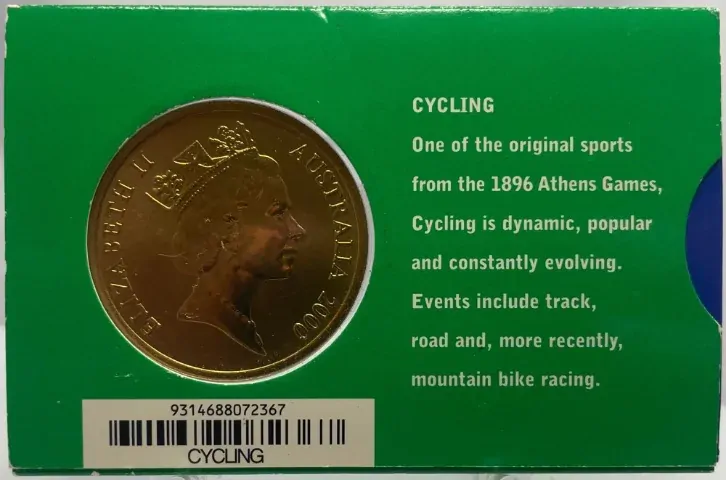 ELIZABETH II AUSTRALIA 2000
CYCLING
One of the original sports
from the 1896 Athens Games,
Cycling is dynamic, popular
and constantly evolving.
Events include track,
road and, more recently,
mountain bike racing.
9314688072367
CYCLING